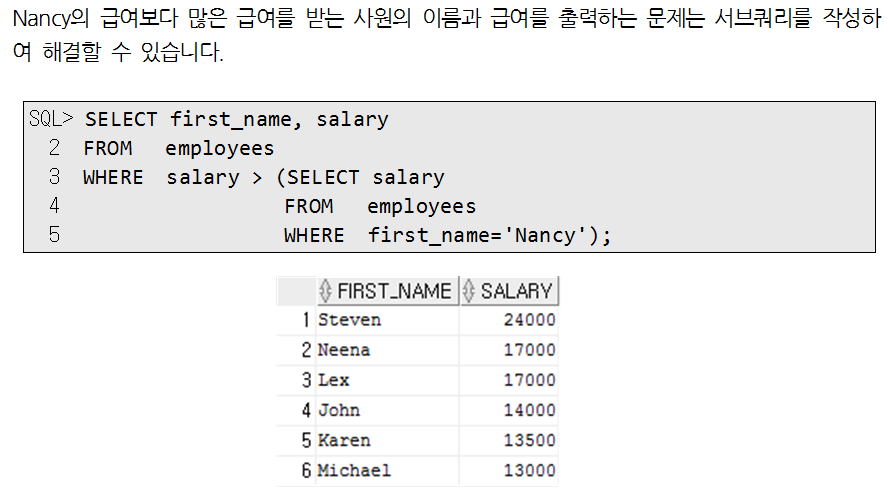 Nancy의 급여보다 많은 급여를 받는 사원의 이름과 급여를 출력하는 문제는 서브쿼리를 작성하
여 해결할 수 있습니다.
SQL> SELECT first_name, salary
2 FROM employees
3 WHERE salary > (SELECT salary
4 FROM employees
5 WHERE first_name='Nancy');
FIRST_NAME SALARY
1 Steven 24000
2 Neena 17000
3 Lex 17000
4 John 14000
5 Karen 13500
6 Michael 13000